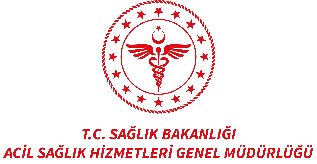 T.C. SAĞLIK BAKANLIĞI
ACİL SAĞLIK HİZMETLERİ GENEL MÜDÜRLÜĞÜ